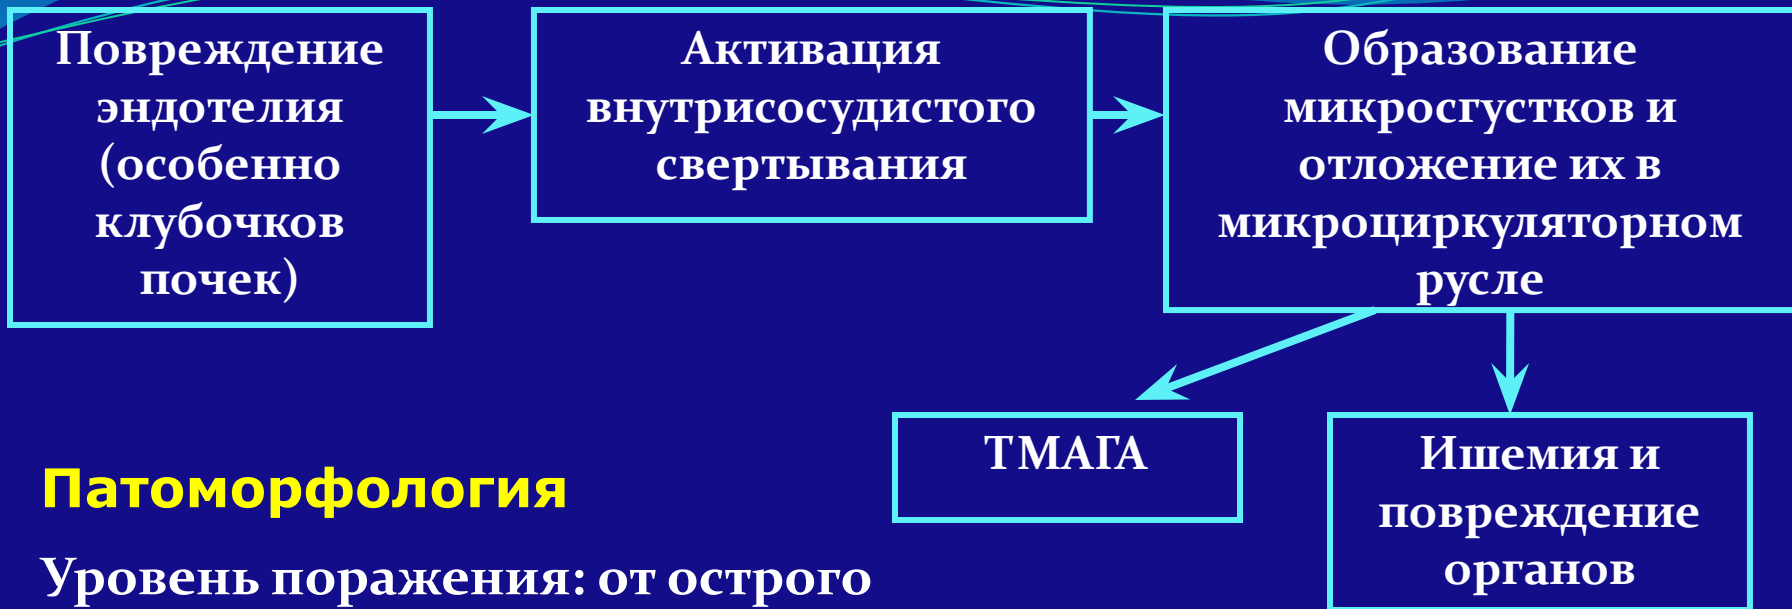 Повреждение
эндотелия
(особенно
клубочков
почек)
Активация
внутрисосудистого
свертывания
Образование
микросгустков и
отложение их в
микроциркуляторном
русле
ТМАГА
Ишемия и
повреждение
органов
Патоморфология
Уровень поражения: от острого